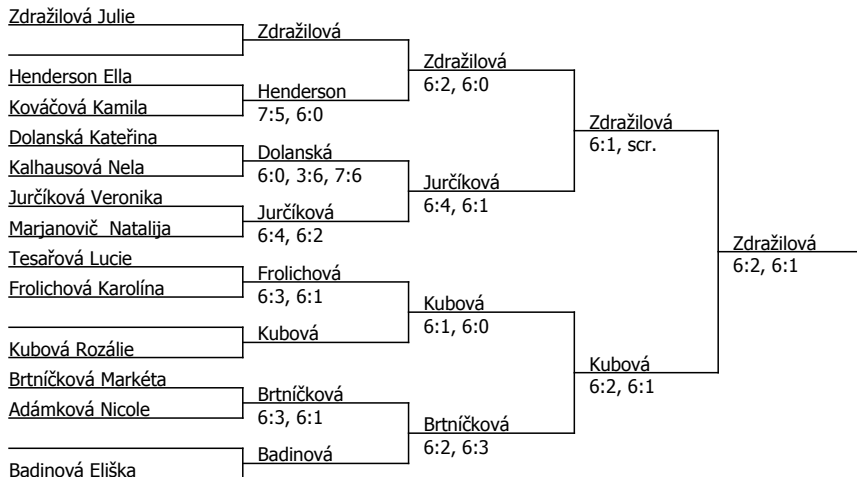 Zdražilová Julie
Zdražilová
Zdražilová
6:2, 6:0
Henderson Ella
Henderson
7:5, 6:0
Kováčová Kamila
Zdražilová
6:1, scr.
Dolanská Kateřina
Dolanská
6:0, 3:6, 7:6
Kalhausová Nela
Jurčíková
6:4, 6:1
Jurčíková Veronika
Jurčíková
6:4, 6:2
Marjanovič  Natalija
Zdražilová
6:2, 6:1
Tesařová Lucie
Frolichová
6:3, 6:1
Frolichová Karolína
Kubová
6:1, 6:0
Kubová
Kubová Rozálie
Kubová
6:2, 6:1
Brtníčková Markéta
Brtníčková
6:3, 6:1
Adámková Nicole
Brtníčková
6:2, 6:3
Badinová
Badinová Eliška